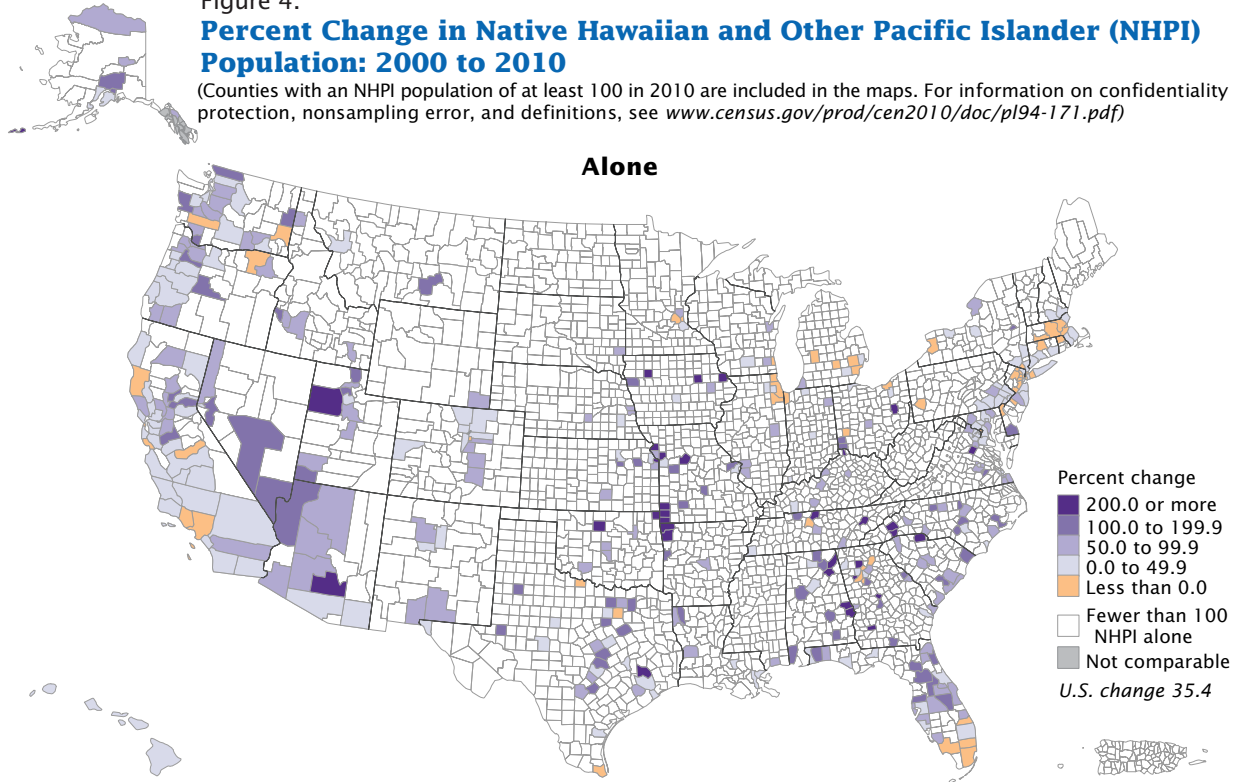 Figure 4.
Percent Change in Native Hawaiian and Other Pacific Islander (NHPI)
Population: 2000 to 2010
(Counties with an NHPI population of at least 100 in 2010 are included in the maps. For information on confidentiality
protection, nonsampling error, and definitions, see www.census.gov/prod/cen2010/doc/pl94-171.pdf)
Alone
Percent change
200.0 or more
100.0 to 199.9
50.0 to 99.9
0.0 to 49.9
Less than 0.0
Fewer than 100
NHPI alone
Not comparable
U.S. change 35.4